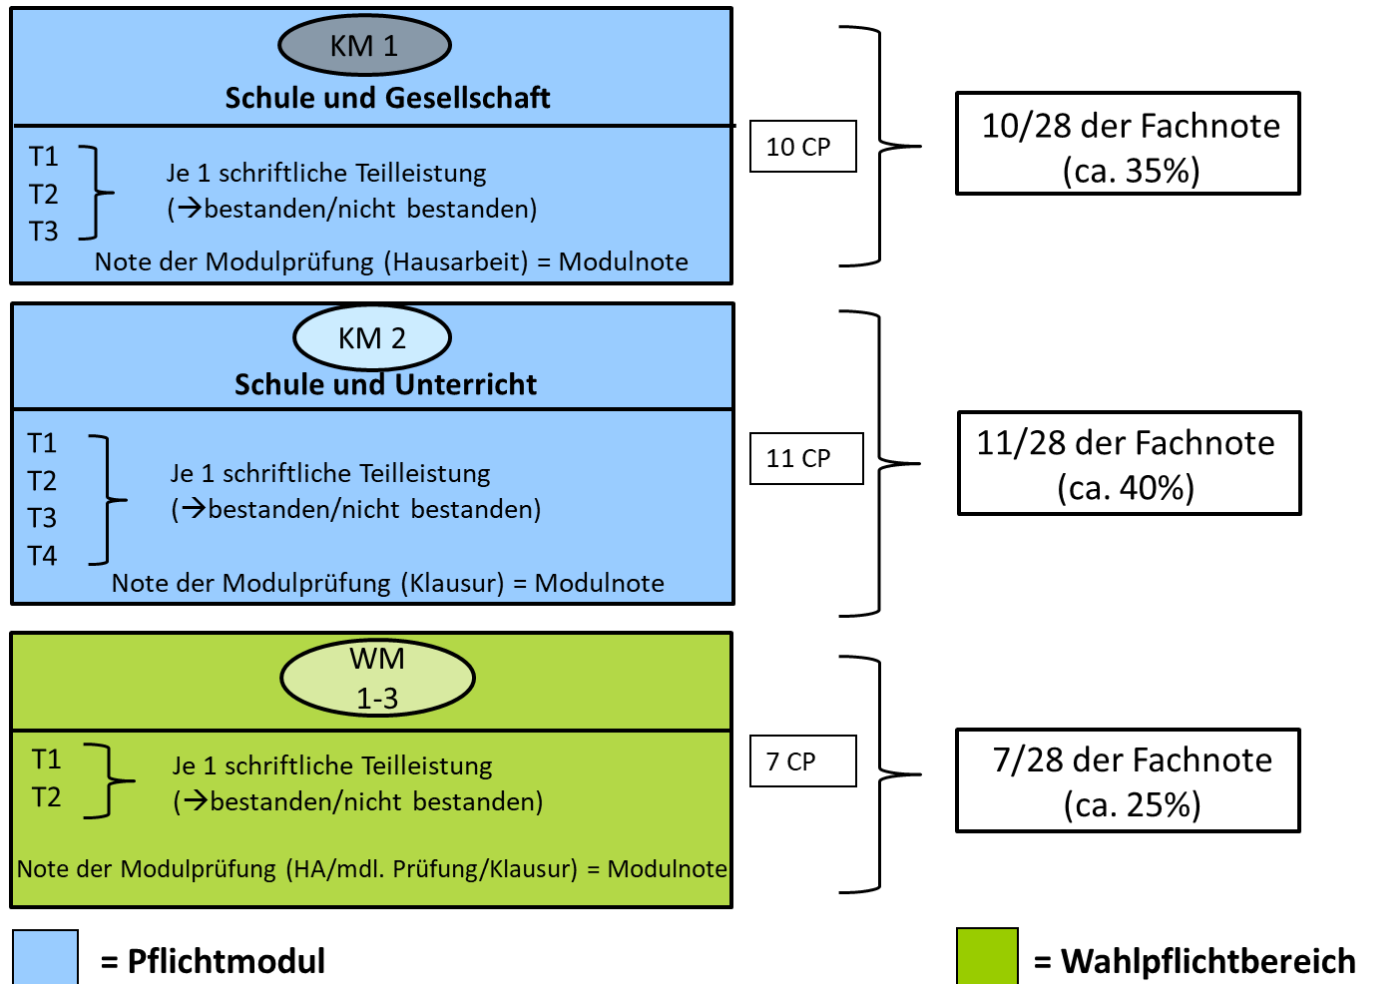 KM 1
Schule und Gesellschaft
T1
T2
T3
Je 1 schriftliche Teilleistung
(→bestanden/nicht bestanden)
Note der Modulprüfung (Hausarbeit) = Modulnote
10 CP
10/28 der Fachnote
(ca. 35%)
KM 2
Schule und Unterricht
T1
T2
T3
T4
Je 1 schriftliche Teilleistung
(→bestanden/nicht bestanden)
Note der Modulprüfung (Klausur) = Modulnote
11 CP
11/28 der Fachnote
(ca. 40%)
WM
1-3
T1
T2
Je 1 schriftliche Teilleistung
(→bestanden/nicht bestanden)
Note der Modulprüfung (HA/mdl. Prüfung/Klausur) = Modulnote
7 CP
7/28 der Fachnote
(ca. 25%)
= Pflichtmodul
= Wahlpflichtbereich